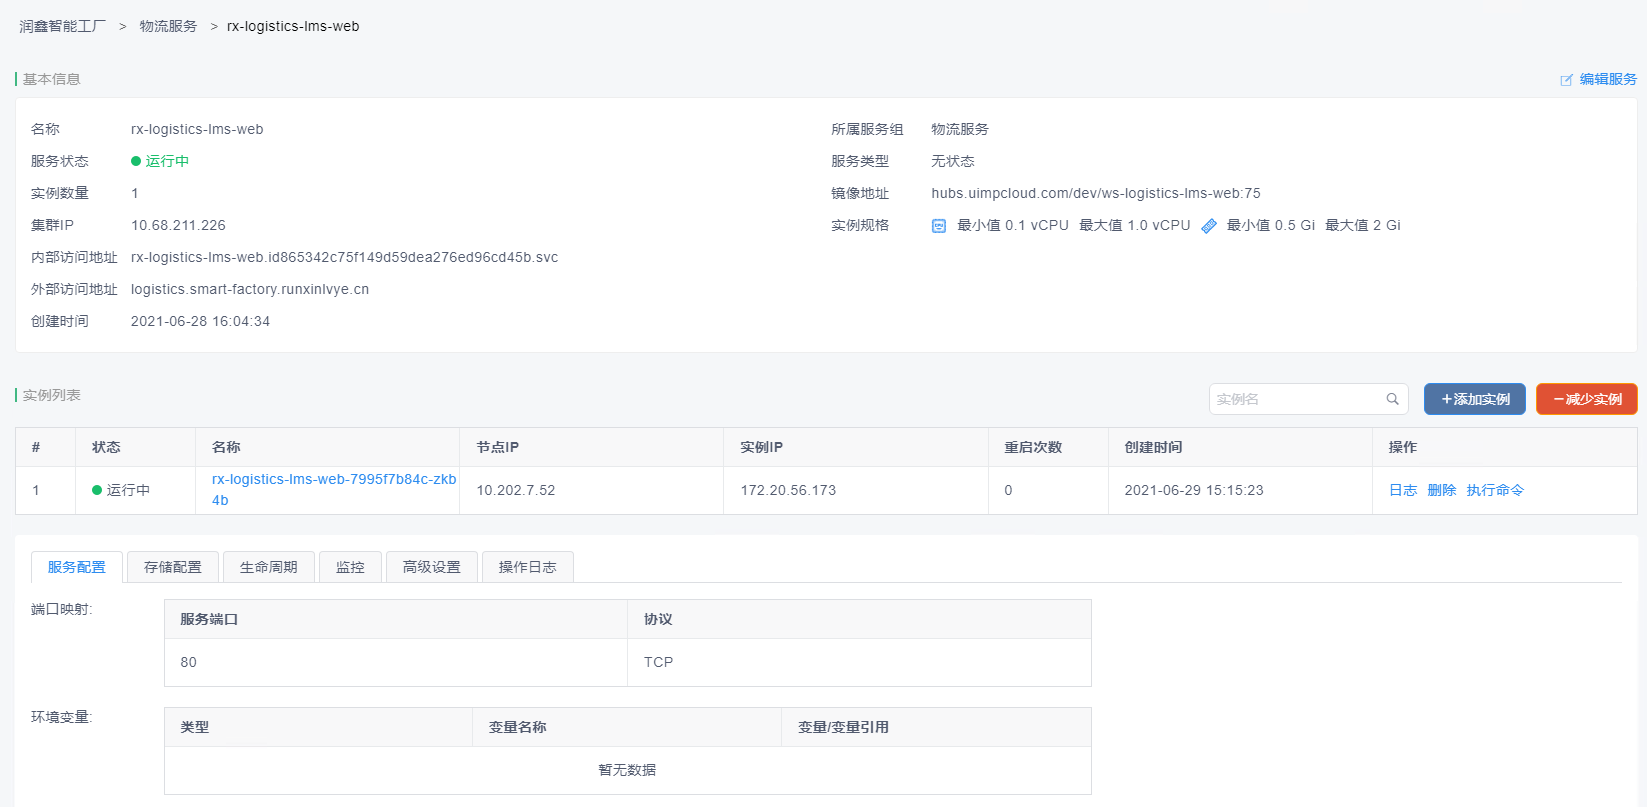 润鑫智能工厂 > 物流服务 > rx-logistics-lms-web
基本信息
编辑服务
名称 rx-logistics-lms-web
所属服务组 物流服务
服务状态 运行中
服务类型 无状态
实例数量 1
镜像地址 hubs.uimpcloud.com/dev/ws-logistics-lms-web:75
集群IP 10.68.211.226
实例规格 最小值 0.1 vCPU 最大值 1.0 vCPU 最小值 0.5 Gi 最大值 2 Gi
内部访问地址 rx-logistics-lms-web.id865342c75f149d59dea276ed96cd45b.svc
外部访问地址 logistics.smart-factory.runxinlvye.cn
创建时间 2021-06-28 16:04:34
实例列表
实例名
+添加实例
−减少实例
# 状态 名称 节点IP 实例IP 重启次数 创建时间 操作
1 运行中 rx-logistics-lms-web-7995f7b84c-zkb
4b
10.202.7.52 172.20.56.173 0 2021-06-29 15:15:23 日志 删除 执行命令
服务配置 存储配置 生命周期 监控 高级设置 操作日志
端口映射:
服务端口 协议
80 TCP
环境变量:
类型 变量名称 变量/变量引用
暂无数据